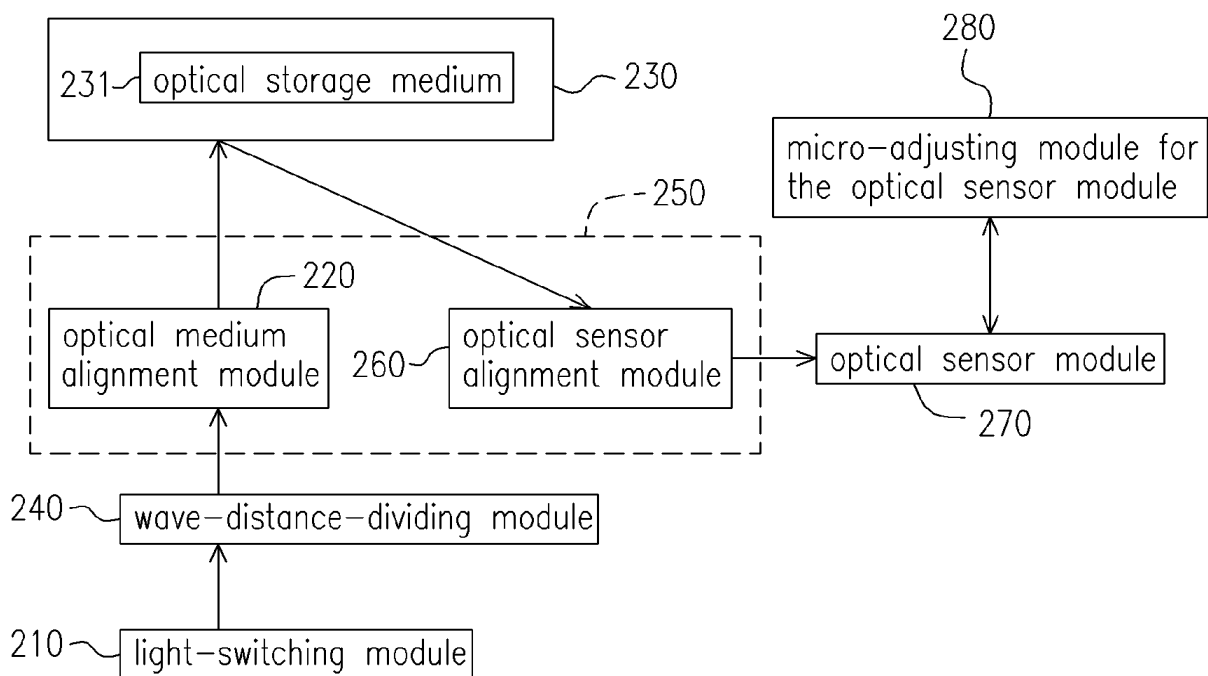 280
231
optical storage medium
230
micro-adjusting module for
the optical sensor module
250
220
optical medium
alignment module
260
optical sensor
alignment module
optical sensor module
270
240
wave-distance-dividing module
210
light-switching module